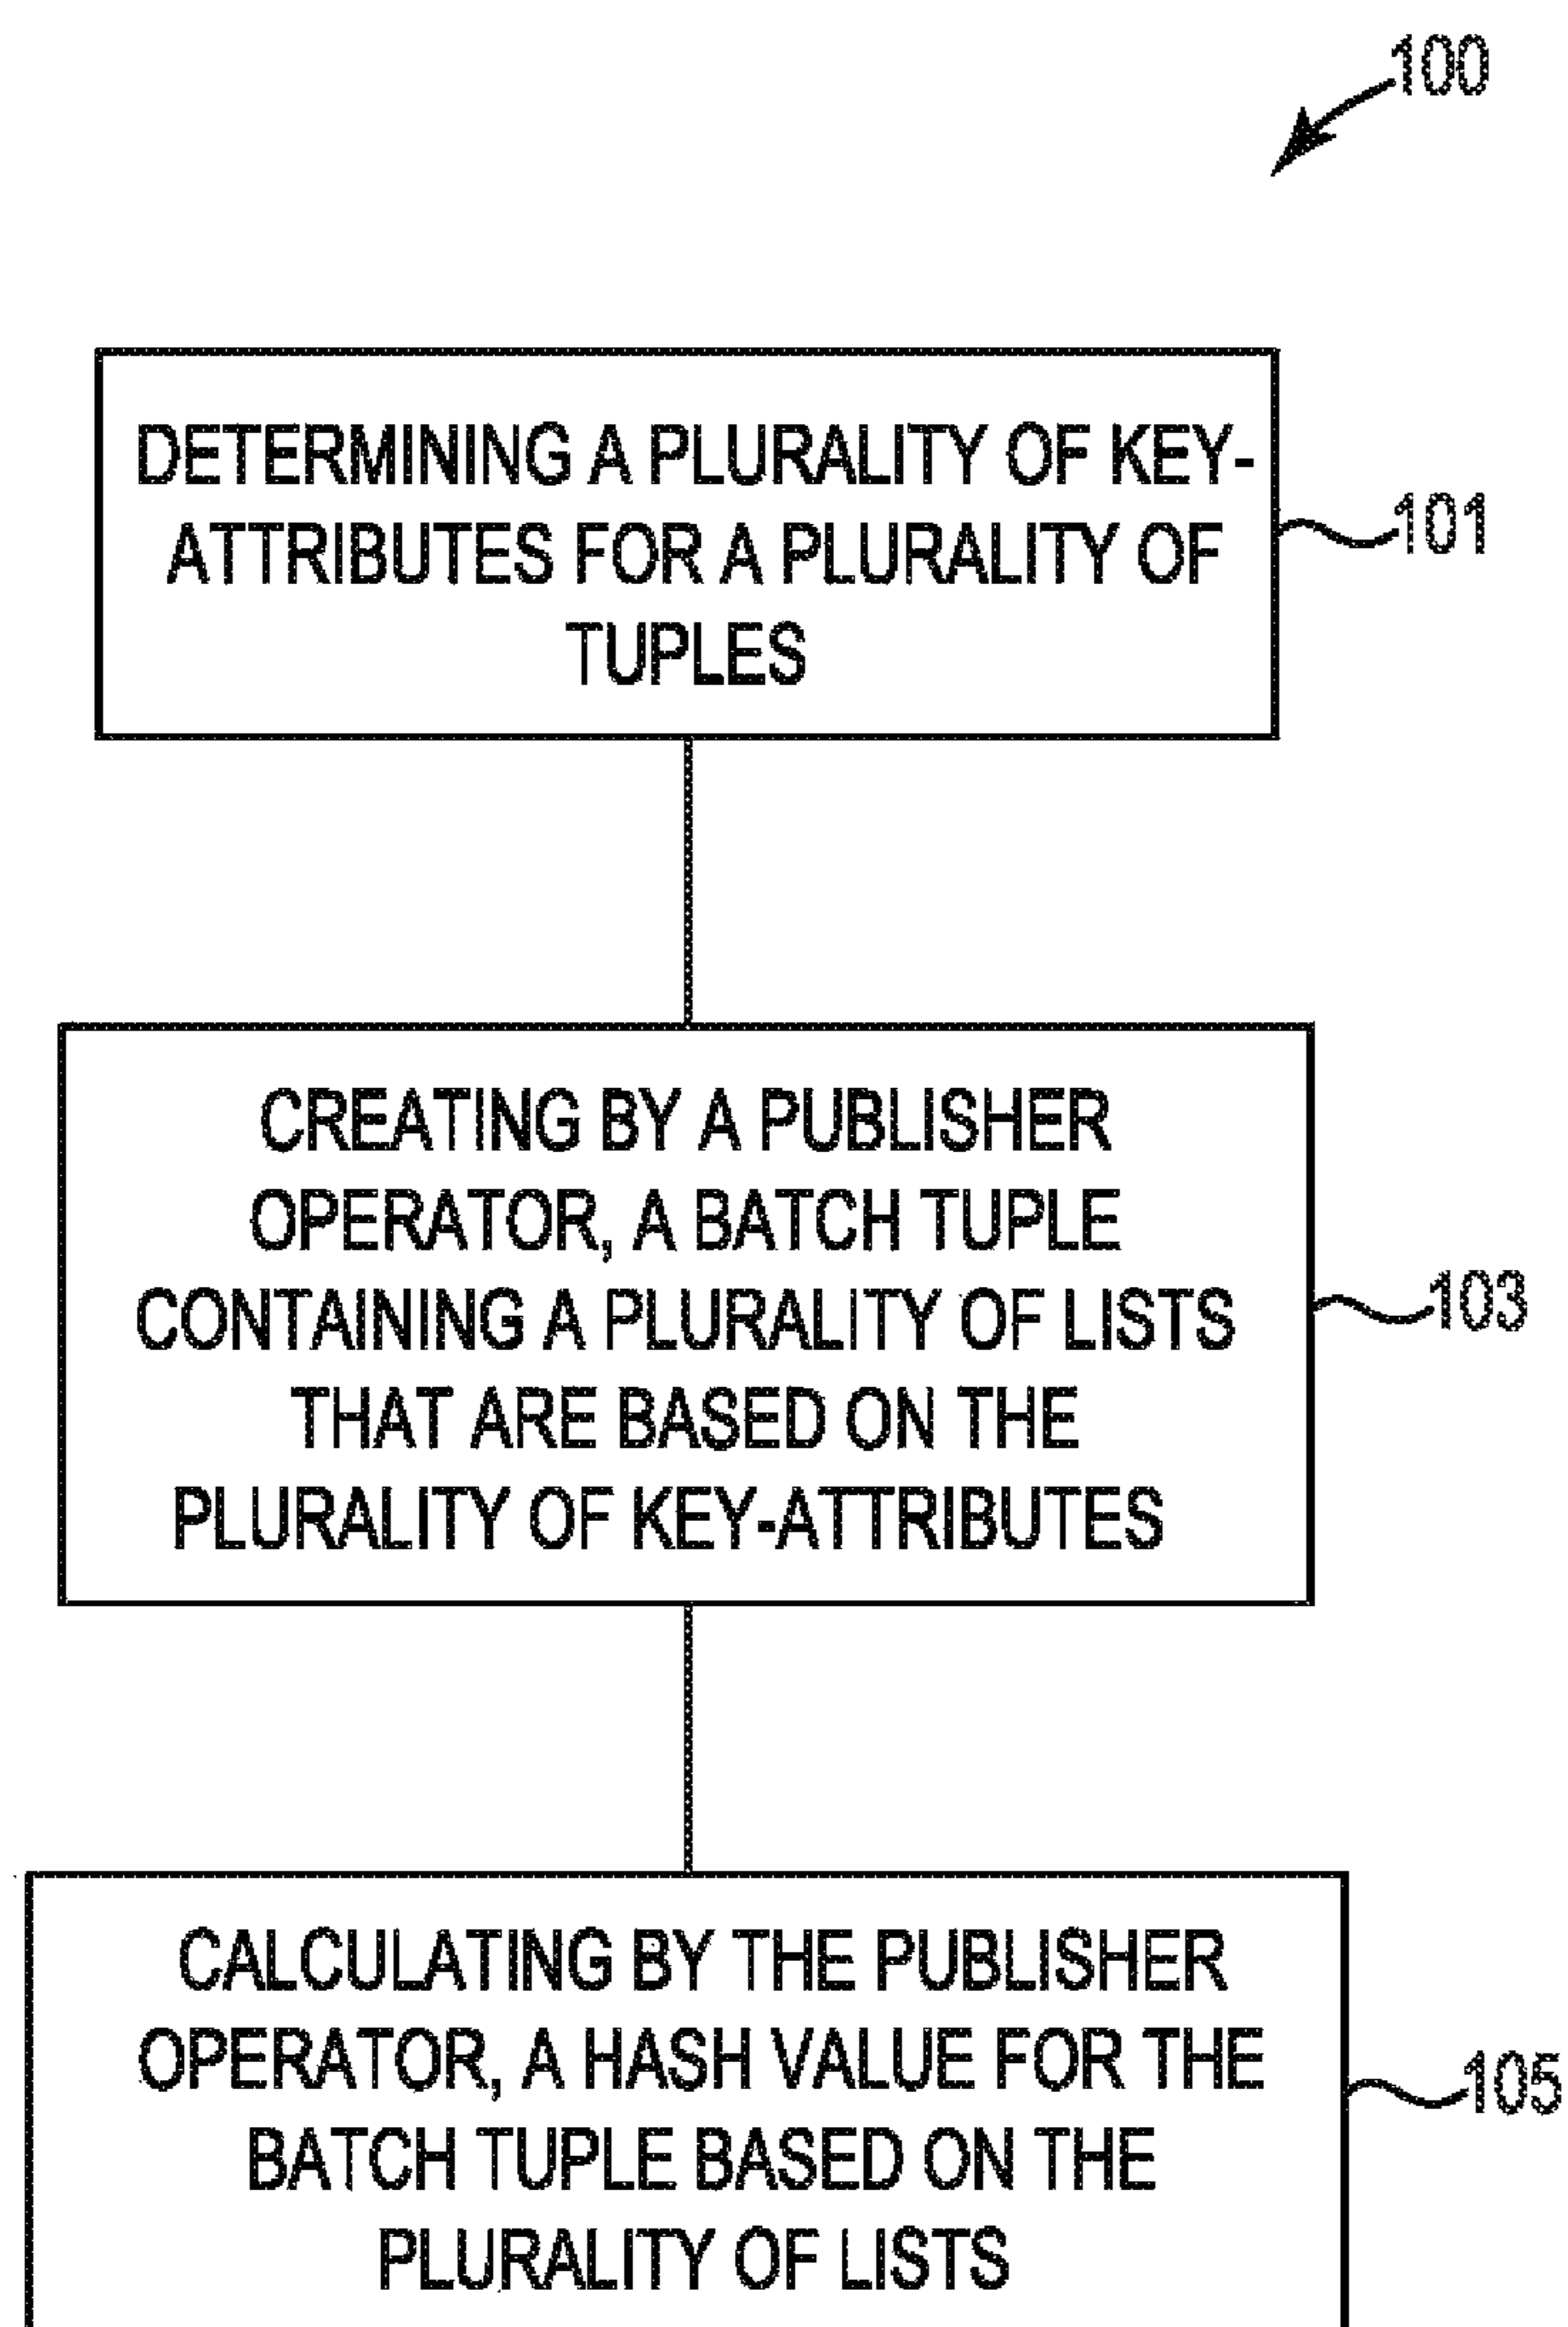 100
DETERMINING A PLURALITY OF KEY-
ATTRIBUTES FOR A PLURALITY OF
TUPLES
101
CREATING BY A PUBLISHER
OPERATOR, A BATCH TUPLE
CONTAINING A PLURALITY OF LISTS
THAT ARE BASED ON THE
PLURALITY OF KEY-ATTRIBUTES
103
CALCULATING BY THE PUBLISHER
OPERATOR, A HASH VALUE FOR THE
BATCH TUPLE BASED ON THE
PLURALITY OF LISTS
105